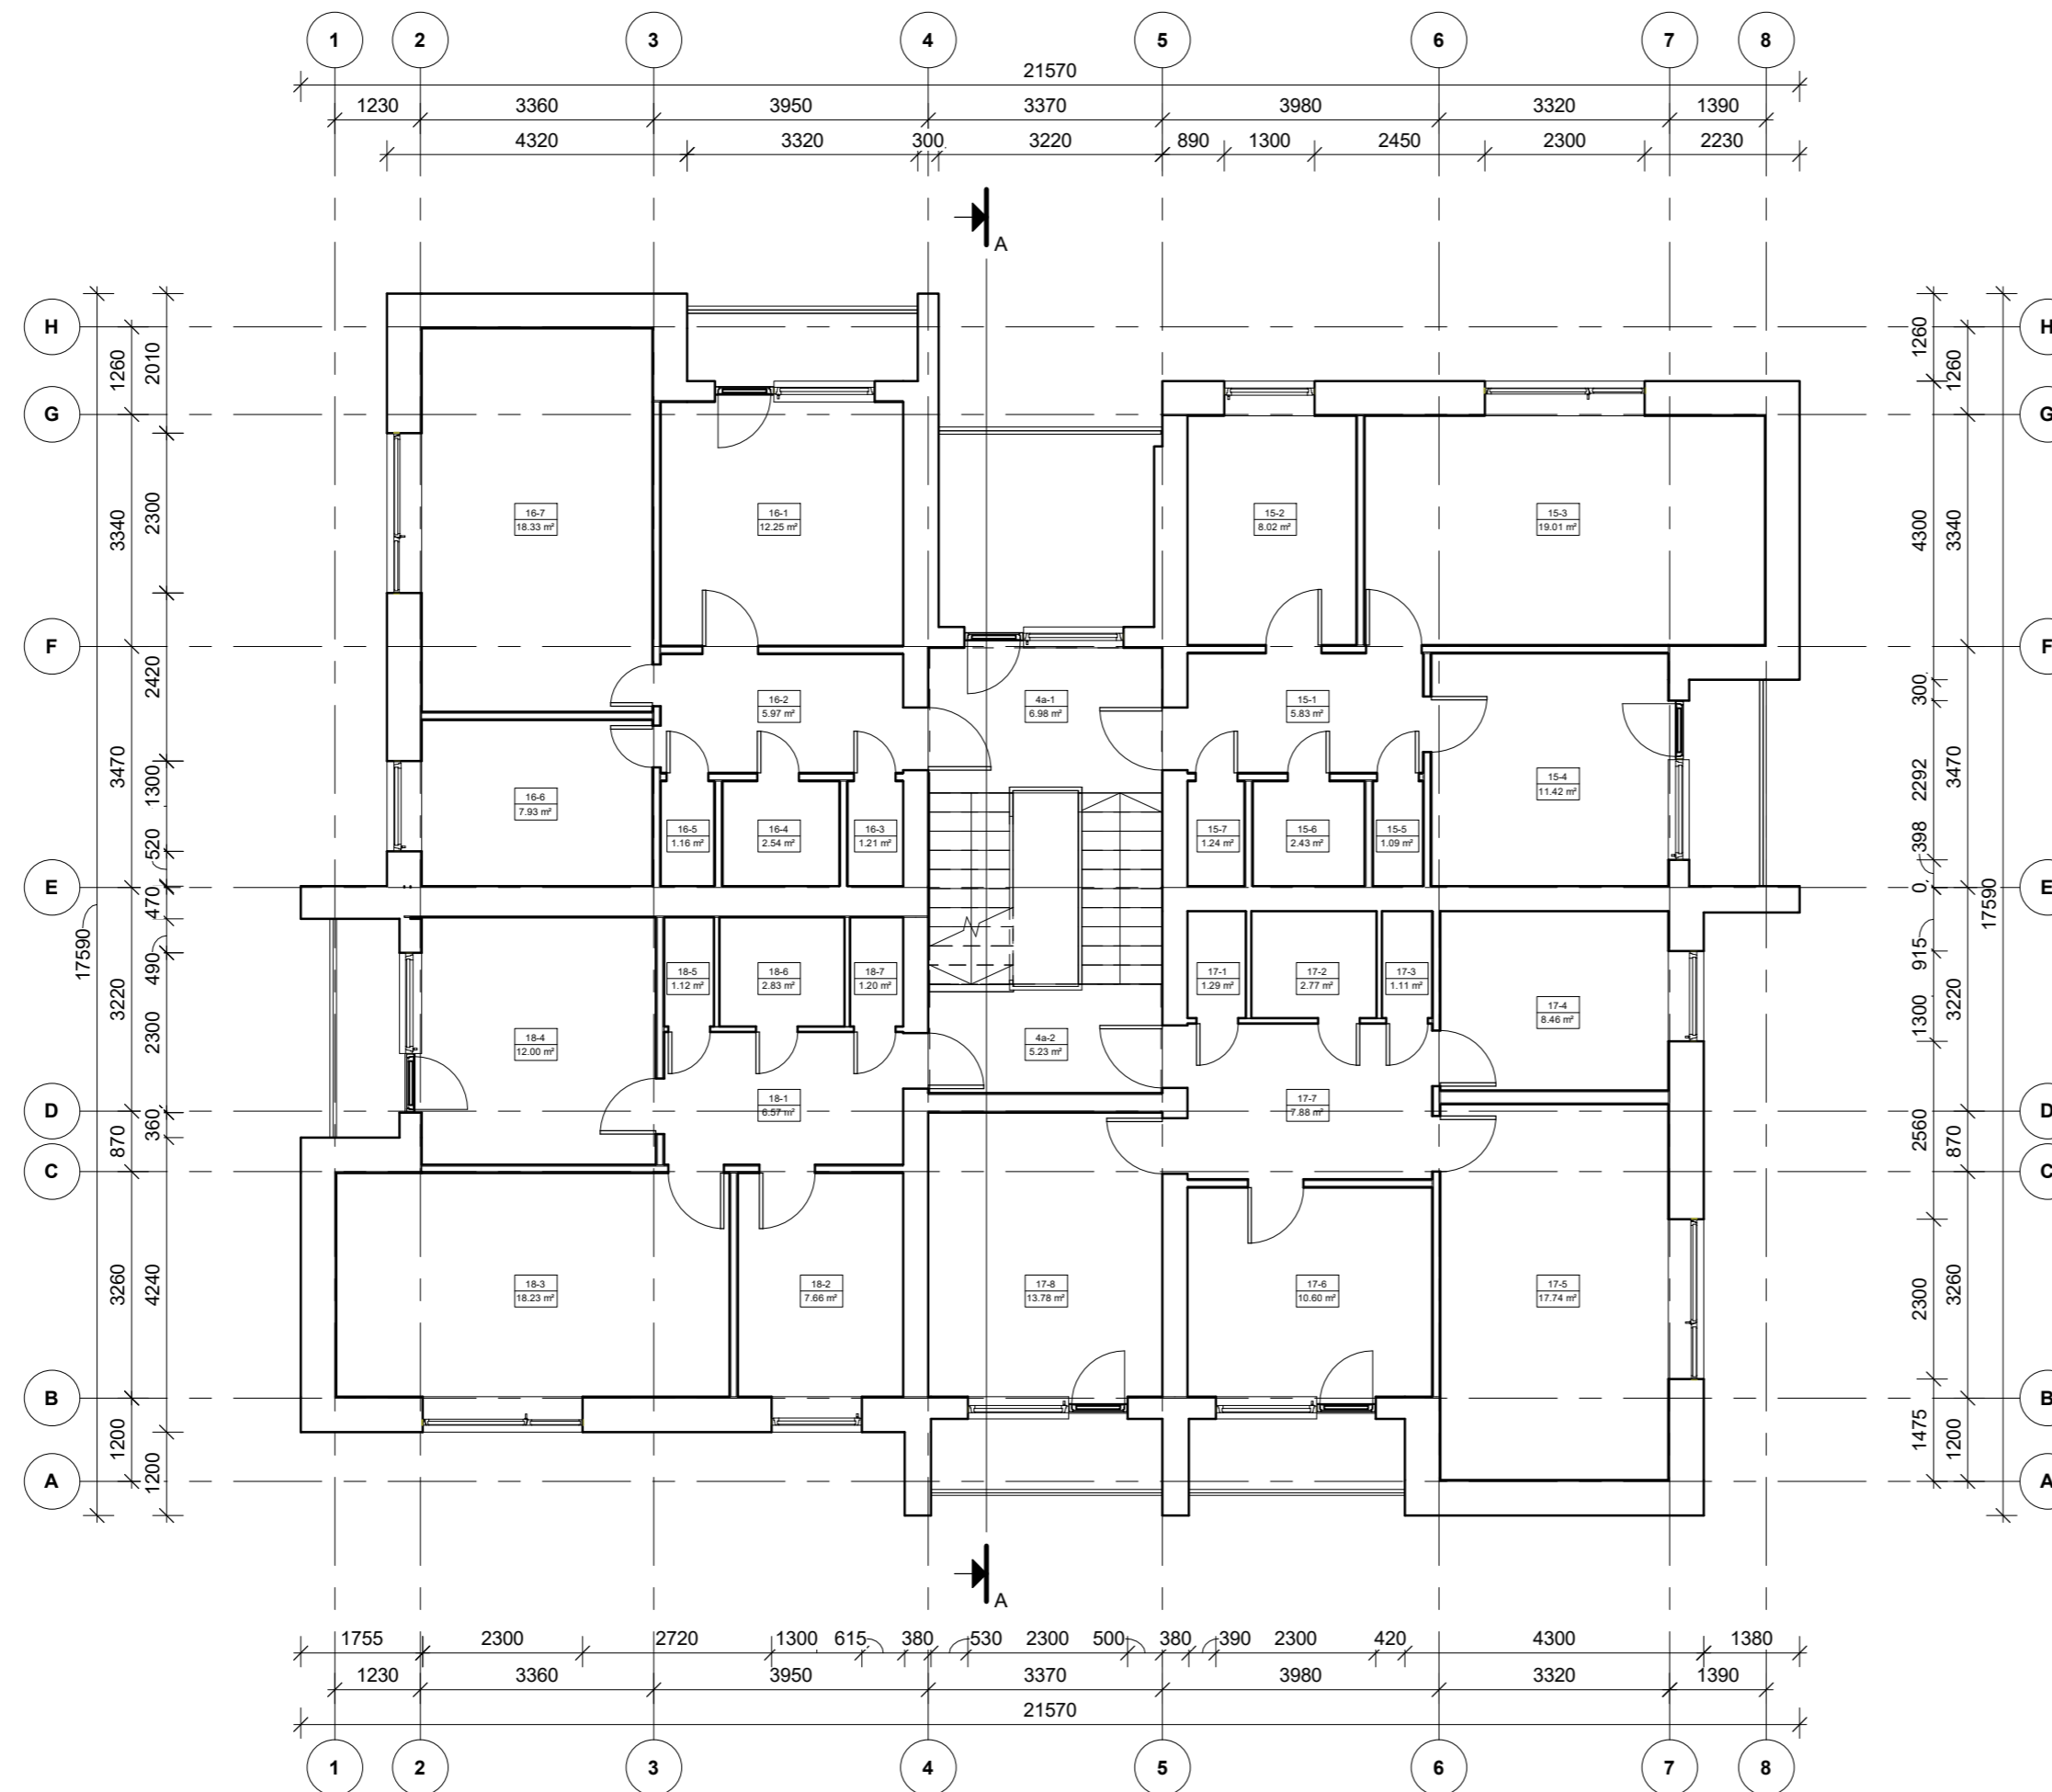 1 2 3 4 5 6 7 8
21570
1230 3360 3950 3370 3980 3320 1390
4320 3320 300 3220 890 1300 2450 2300 2230
A
H H
G G
F F
E E
D D
C C
B B
A A
17590
1260 3340 3470 3220 870 3260 1200
2010 2300 2420 1300 520 470 490 2300 360 4240 1200
1260 4300 300 2292 398 0 915 1300 2560 2300 1475
1260 3340 3470 3220 870 3260 1200
17590
16-7
18.33 m²
16-1
12.25 m²
15-2
8.02 m²
15-3
19.01 m²
16-2
5.97 m²
4a-1
6.98 m²
15-1
5.83 m²
16-6
7.93 m²
15-4
11.42 m²
16-5
1.16 m²
16-4
2.54 m²
16-3
1.21 m²
15-7
1.24 m²
15-6
2.43 m²
15-5
1.09 m²
18-5
1.12 m²
18-6
2.83 m²
18-7
1.20 m²
17-1
1.29 m²
17-2
2.77 m²
17-3
1.11 m²
17-4
8.46 m²
18-4
12.00 m²
4a-2
5.23 m²
18-1
6.57 m²
17-7
7.88 m²
18-3
18.23 m²
18-2
7.66 m²
17-8
13.78 m²
17-6
10.60 m²
17-5
17.74 m²
A
1755 2300 2720 1300 615 380 530 2300 500 380 390 2300 420 4300 1380
1230 3360 3950 3370 3980 3320 1390
21570
1 2 3 4 5 6 7 8